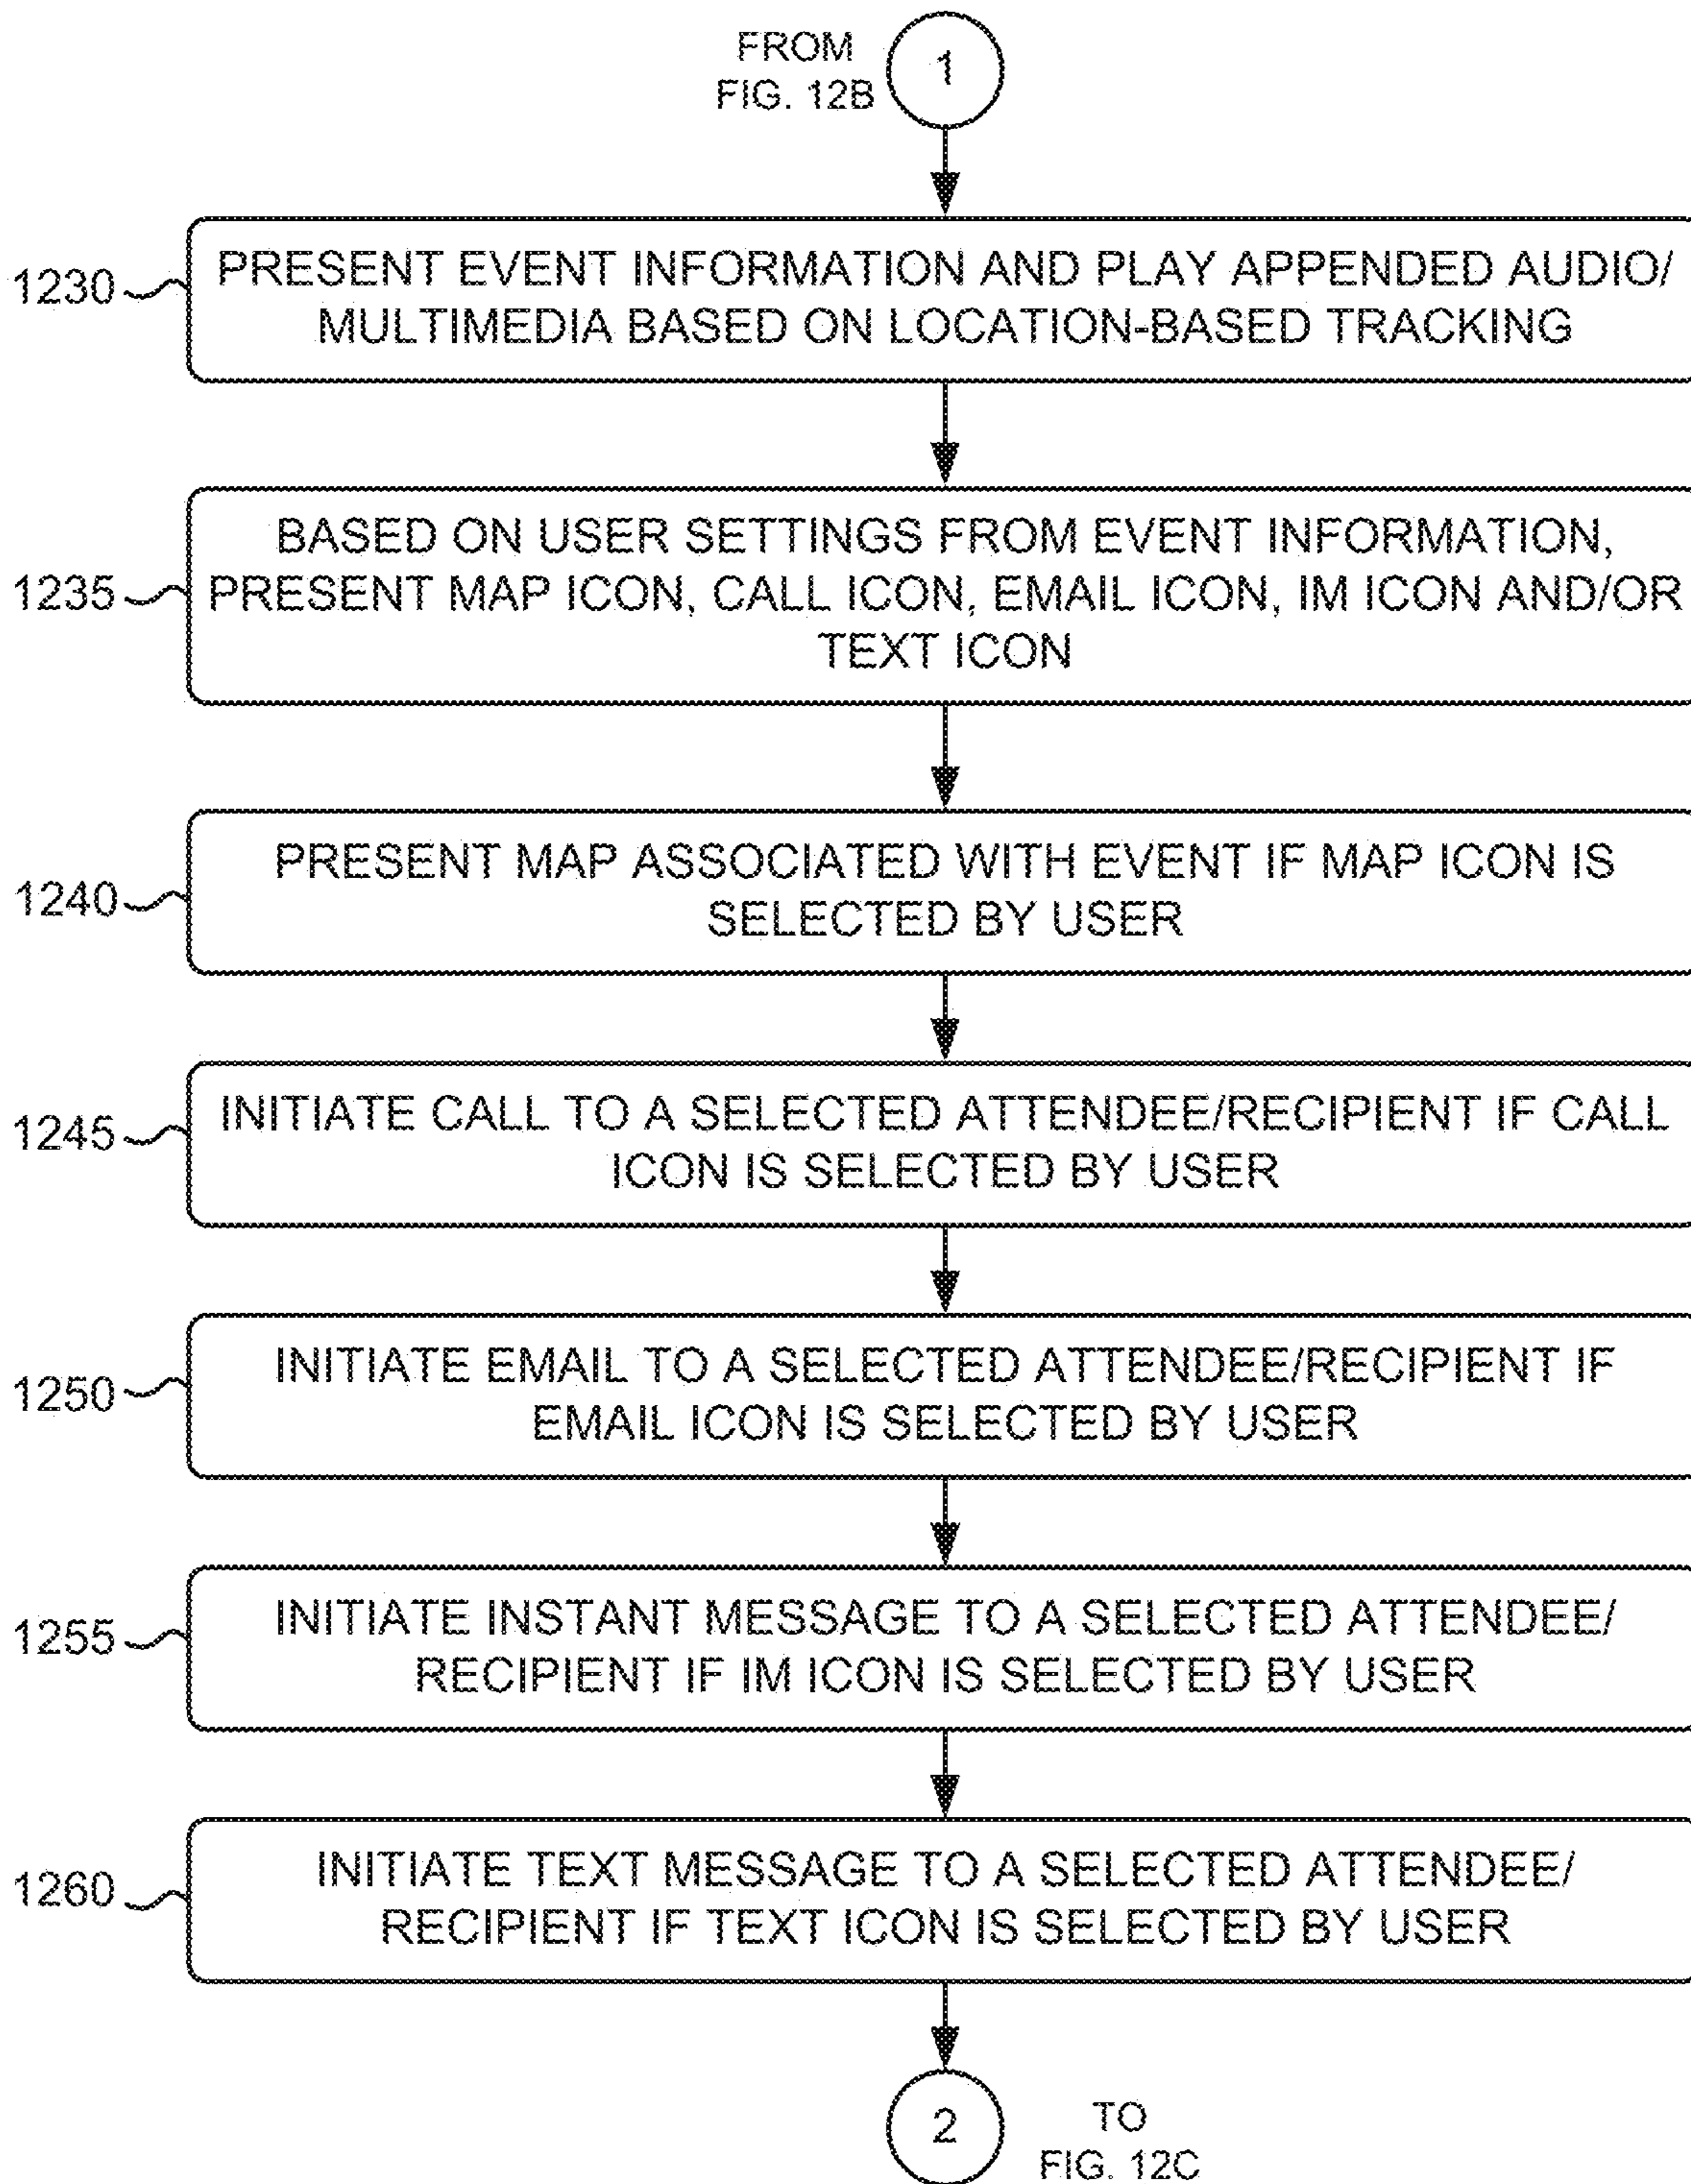 FROM
FIG. 12B
1
1230
PRESENT EVENT INFORMATION AND PLAY APPENDED AUDIO/
MULTIMEDIA BASED ON LOCATION-BASED TRACKING
1235
BASED ON USER SETTINGS FROM EVENT INFORMATION,
PRESENT MAP ICON, CALL ICON, EMAIL ICON, IM ICON AND/OR
TEXT ICON
1240
PRESENT MAP ASSOCIATED WITH EVENT IF MAP ICON IS
SELECTED BY USER
1245
INITIATE CALL TO A SELECTED ATTENDEE/RECIPIENT IF CALL
ICON IS SELECTED BY USER
1250
INITIATE EMAIL TO A SELECTED ATTENDEE/RECIPIENT IF
EMAIL ICON IS SELECTED BY USER
1255
INITIATE INSTANT MESSAGE TO A SELECTED ATTENDEE/
RECIPIENT IF IM ICON IS SELECTED BY USER
1260
INITIATE TEXT MESSAGE TO A SELECTED ATTENDEE/
RECIPIENT IF TEXT ICON IS SELECTED BY USER
2
TO
FIG. 12C